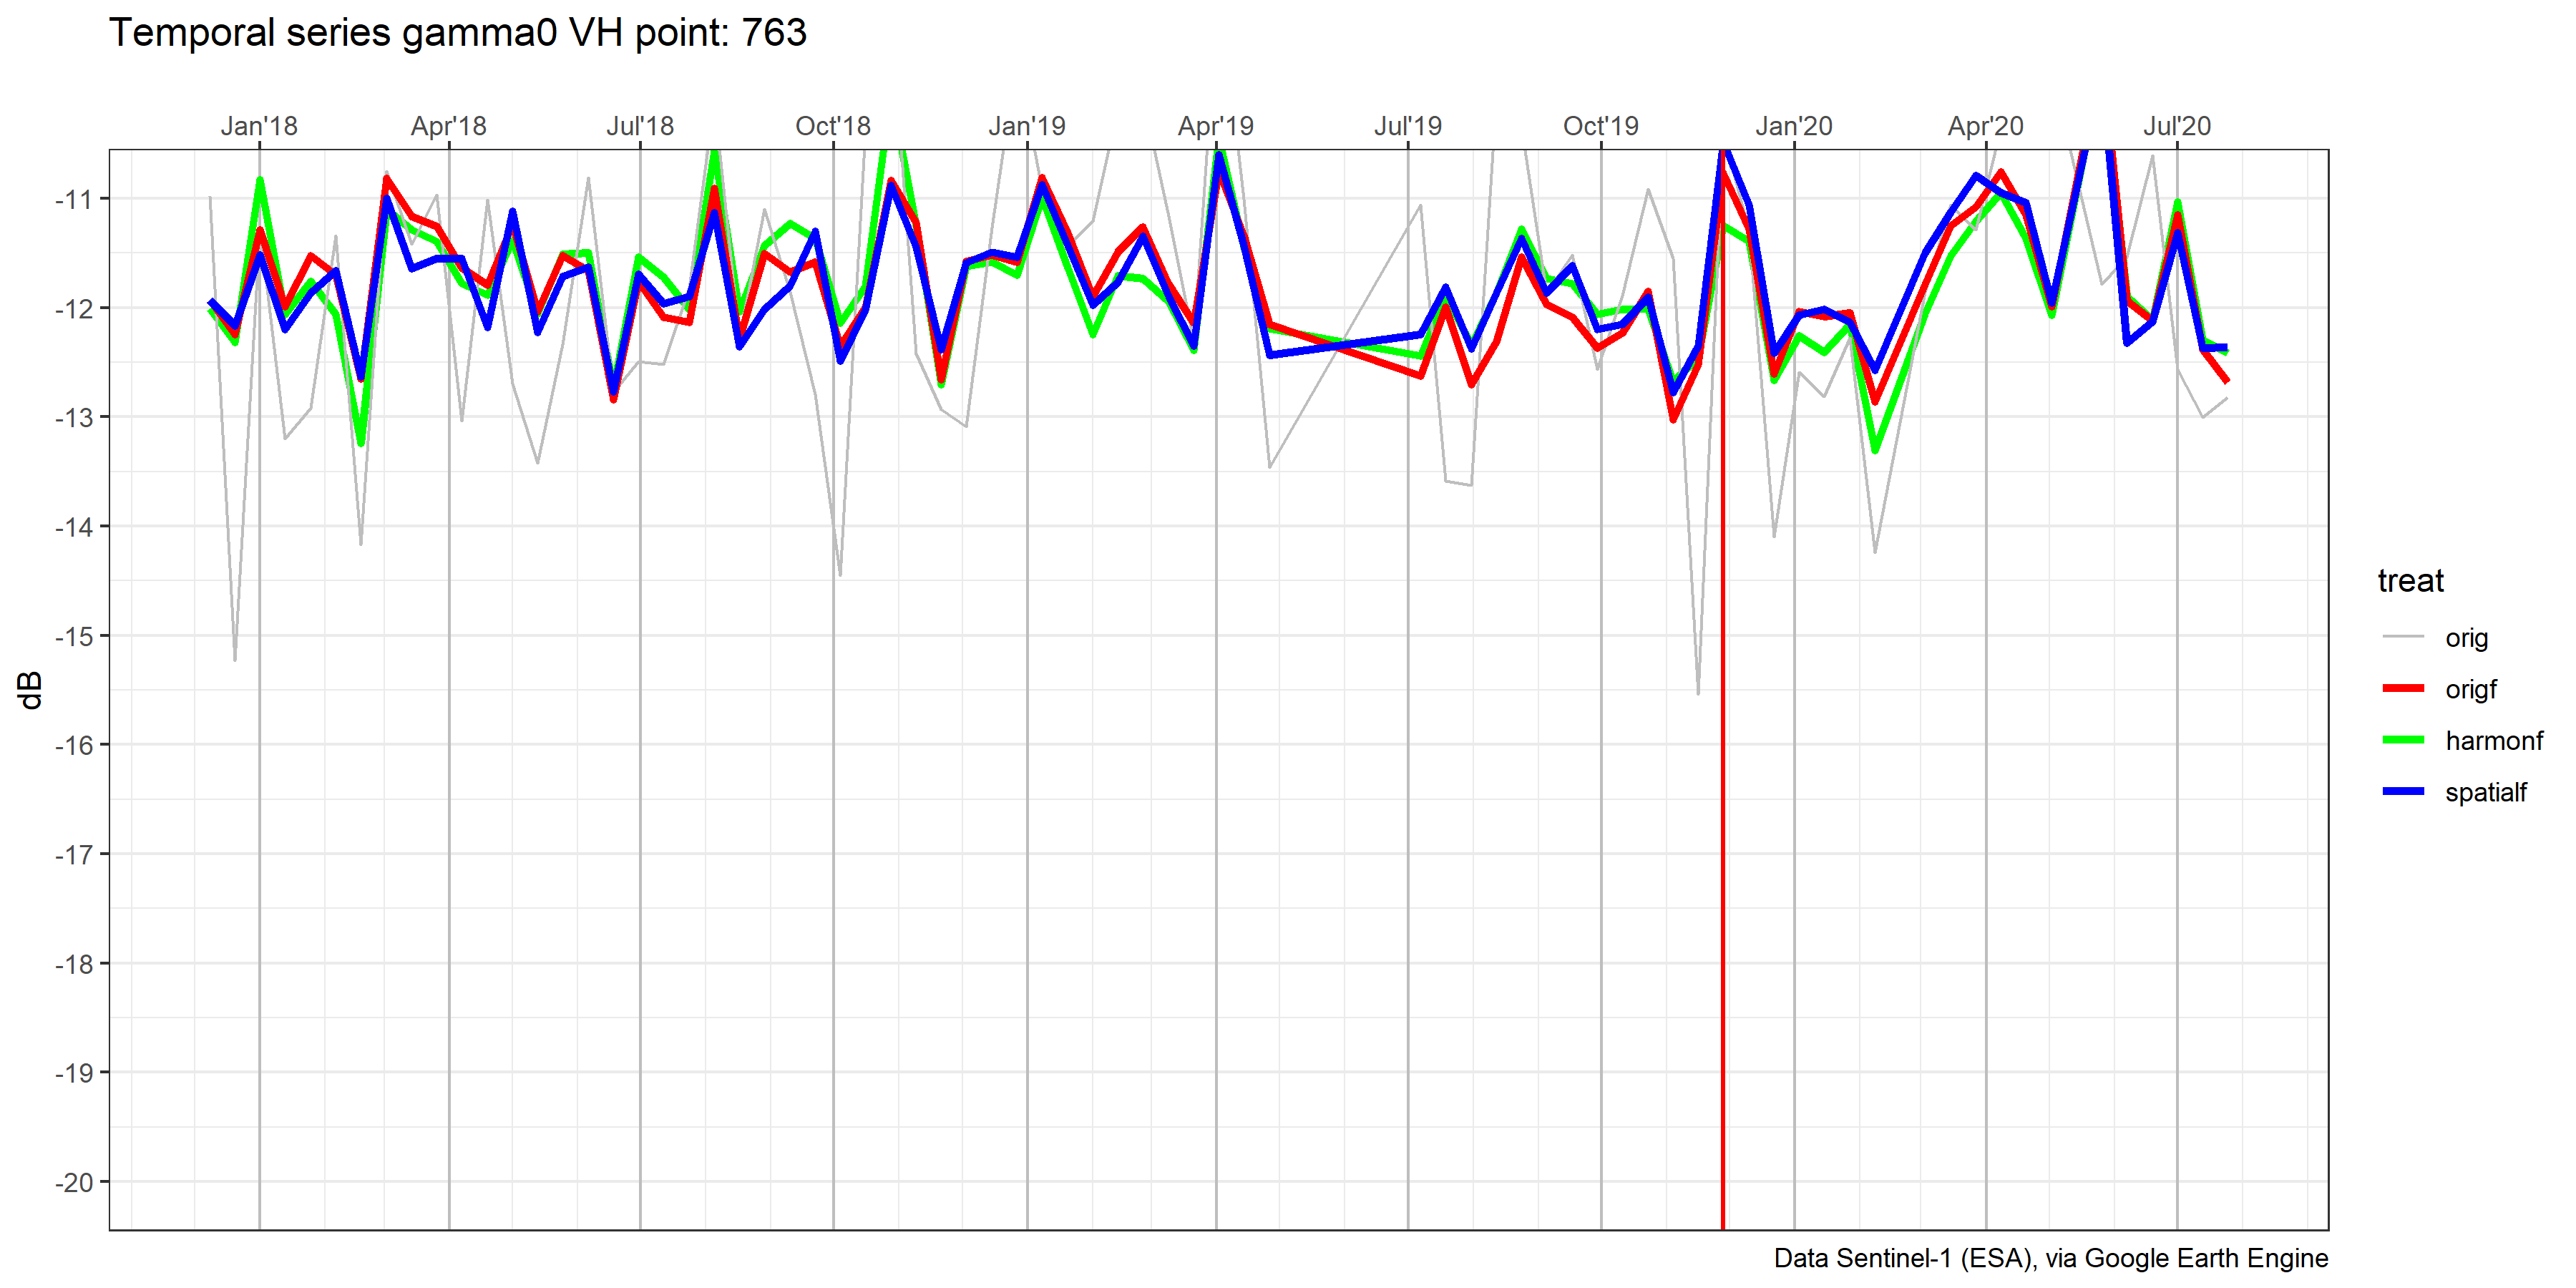 Temporal series gamma0 VH point: 763
Jan'18 Apr'18 Jul'18 Oct'18 Jan'19 Apr'19 Jul'19 Oct'19 Jan'20 Apr'20 Jul'20
-11
-12
-13
-14
-15
-16
-17
-18
-19
-20
dB
treat
orig
origf
harmonf
spatialf
Data Sentinel-1 (ESA), via Google Earth Engine